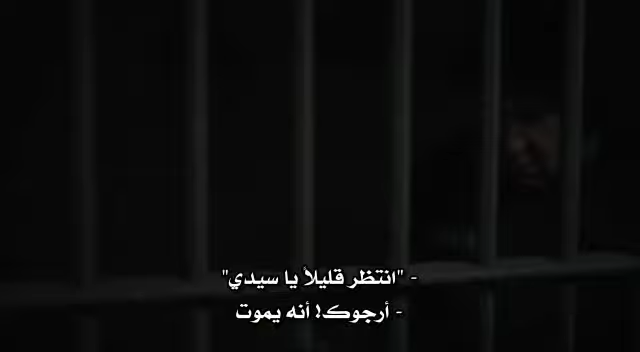 - "انتظر قليلاً يا سيدي"
- أرجوك! أنه يموت